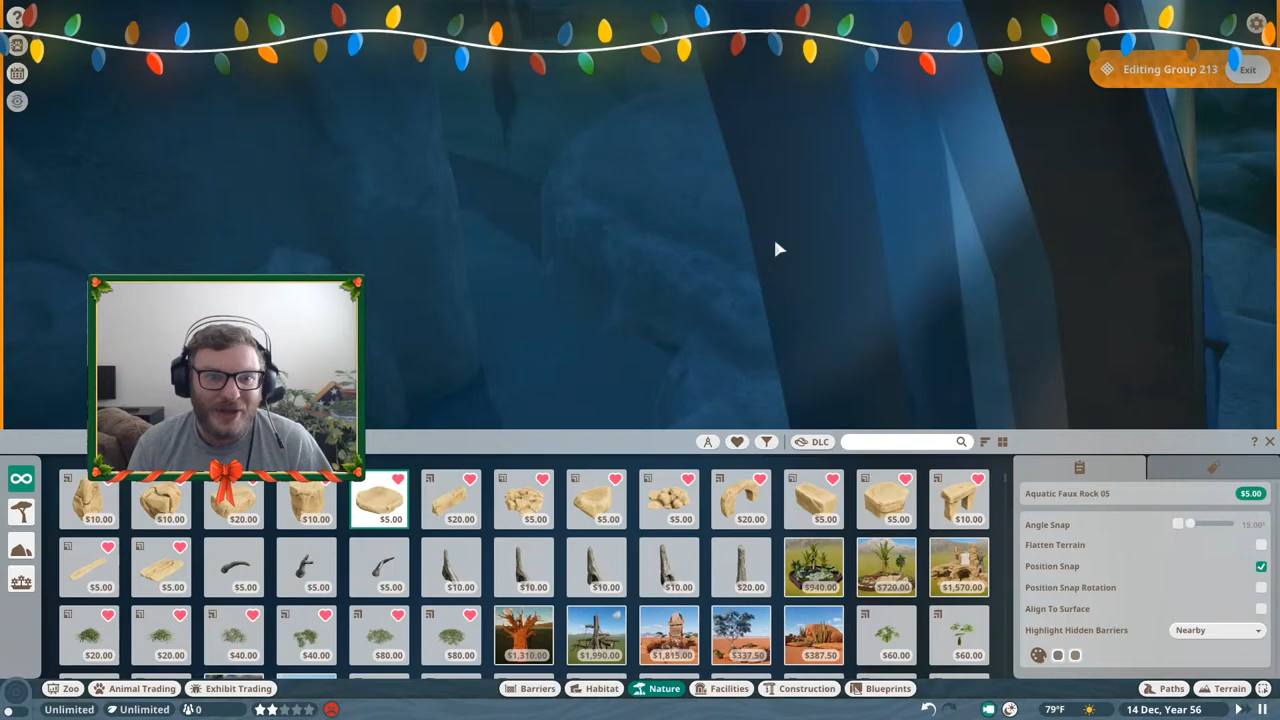 ?
Editing Group 213 Exit
DLC
?
$10.00 $10.00 $20.00 $10.00 $5.00 $20.00 $5.00 $5.00 $5.00 $20.00 $5.00 $5.00 $10.00
$5.00 $5.00 $5.00 $5.00 $5.00 $10.00 $10.00 $10.00 $10.00 $20.00 $940.00 $720.00 $1,570.00
$20.00 $20.00 $40.00 $40.00 $80.00 $80.00 $1,310.00 $1,990.00 $1,815.00 $337.50 $387.50 $60.00 $60.00
Aquatic Faux Rock 05 $5.00
Angle Snap 15.00°
Flatten Terrain
Position Snap
Position Snap Rotation
Align To Surface
Highlight Hidden Barriers Nearby
Zoo Animal Trading Exhibit Trading Barriers Habitat Nature Facilities Construction Blueprints Paths Terrain
Unlimited Unlimited 0 79°F 14 Dec, Year 56